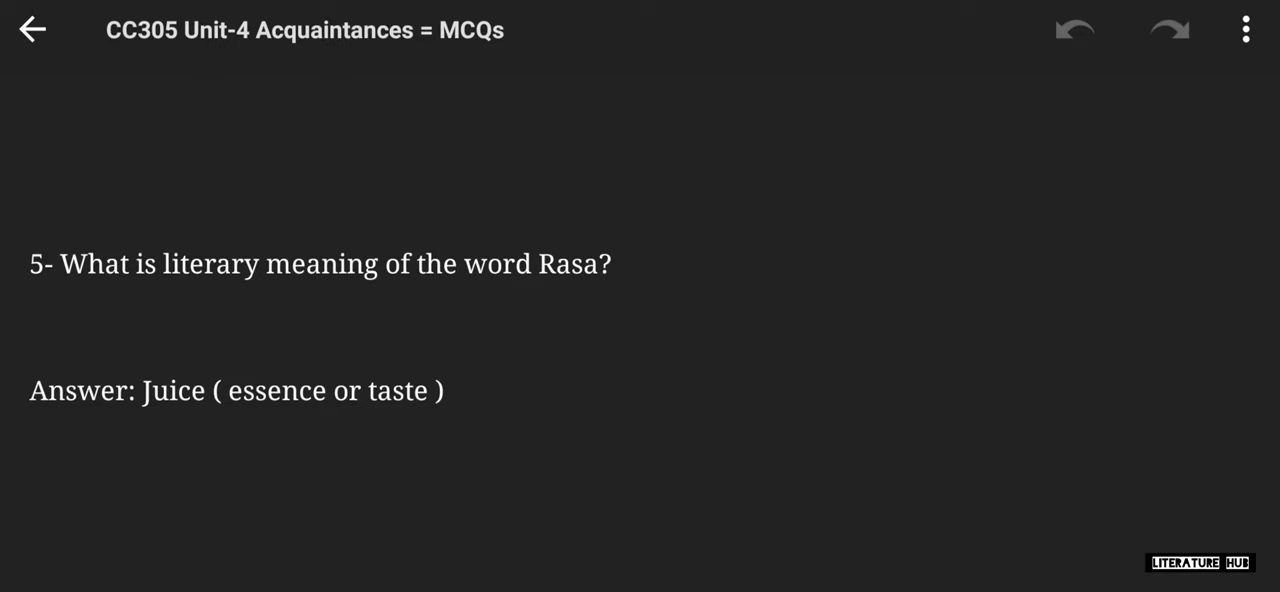 CC305 Unit-4 Acquaintances = MCQs
5- What is literary meaning of the word Rasa?
Answer: Juice ( essence or taste )
LITERATURE HUB